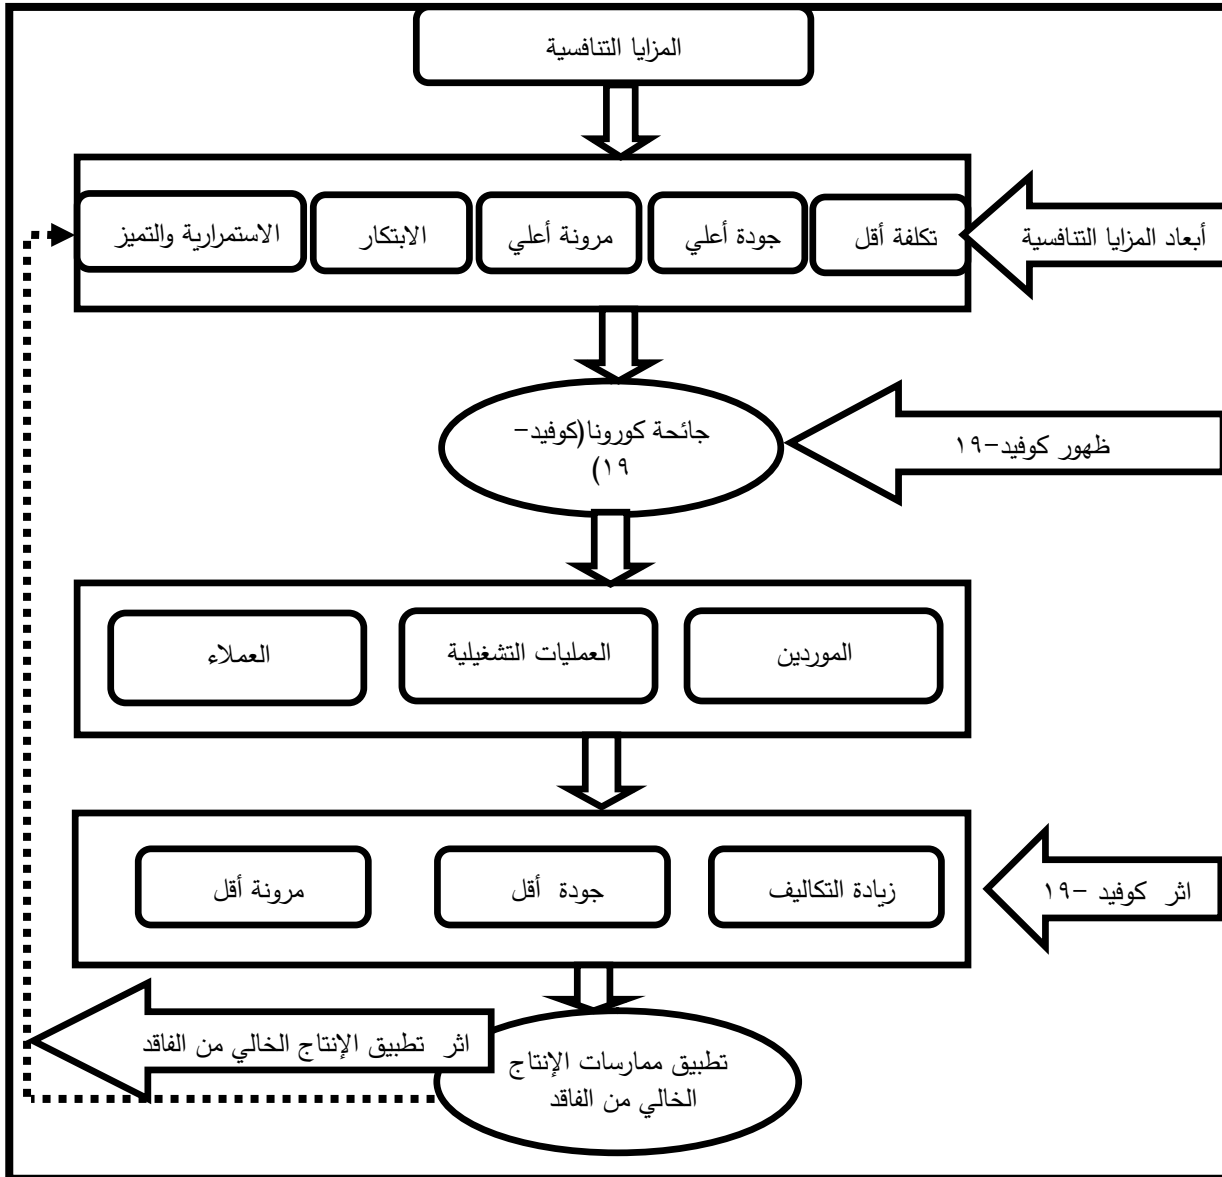 المزايا التنافسية
أبعاد المزايا التنافسية
تكلفة أقل
جودة أعلي
مرونة أعلي
الابتكار
الاستمرارية والتميز
ظهور كوفيد-١٩
جائحة كورونا(كوفيد-
١٩)
الموردين
العمليات التشغيلية
العملاء
اثر كوفيد -١٩
زيادة التكاليف
جودة أقل
مرونة أقل
اثر تطبيق الإنتاج الخالي من الفاقد
تطبيق ممارسات الإنتاج
الخالي من الفاقد